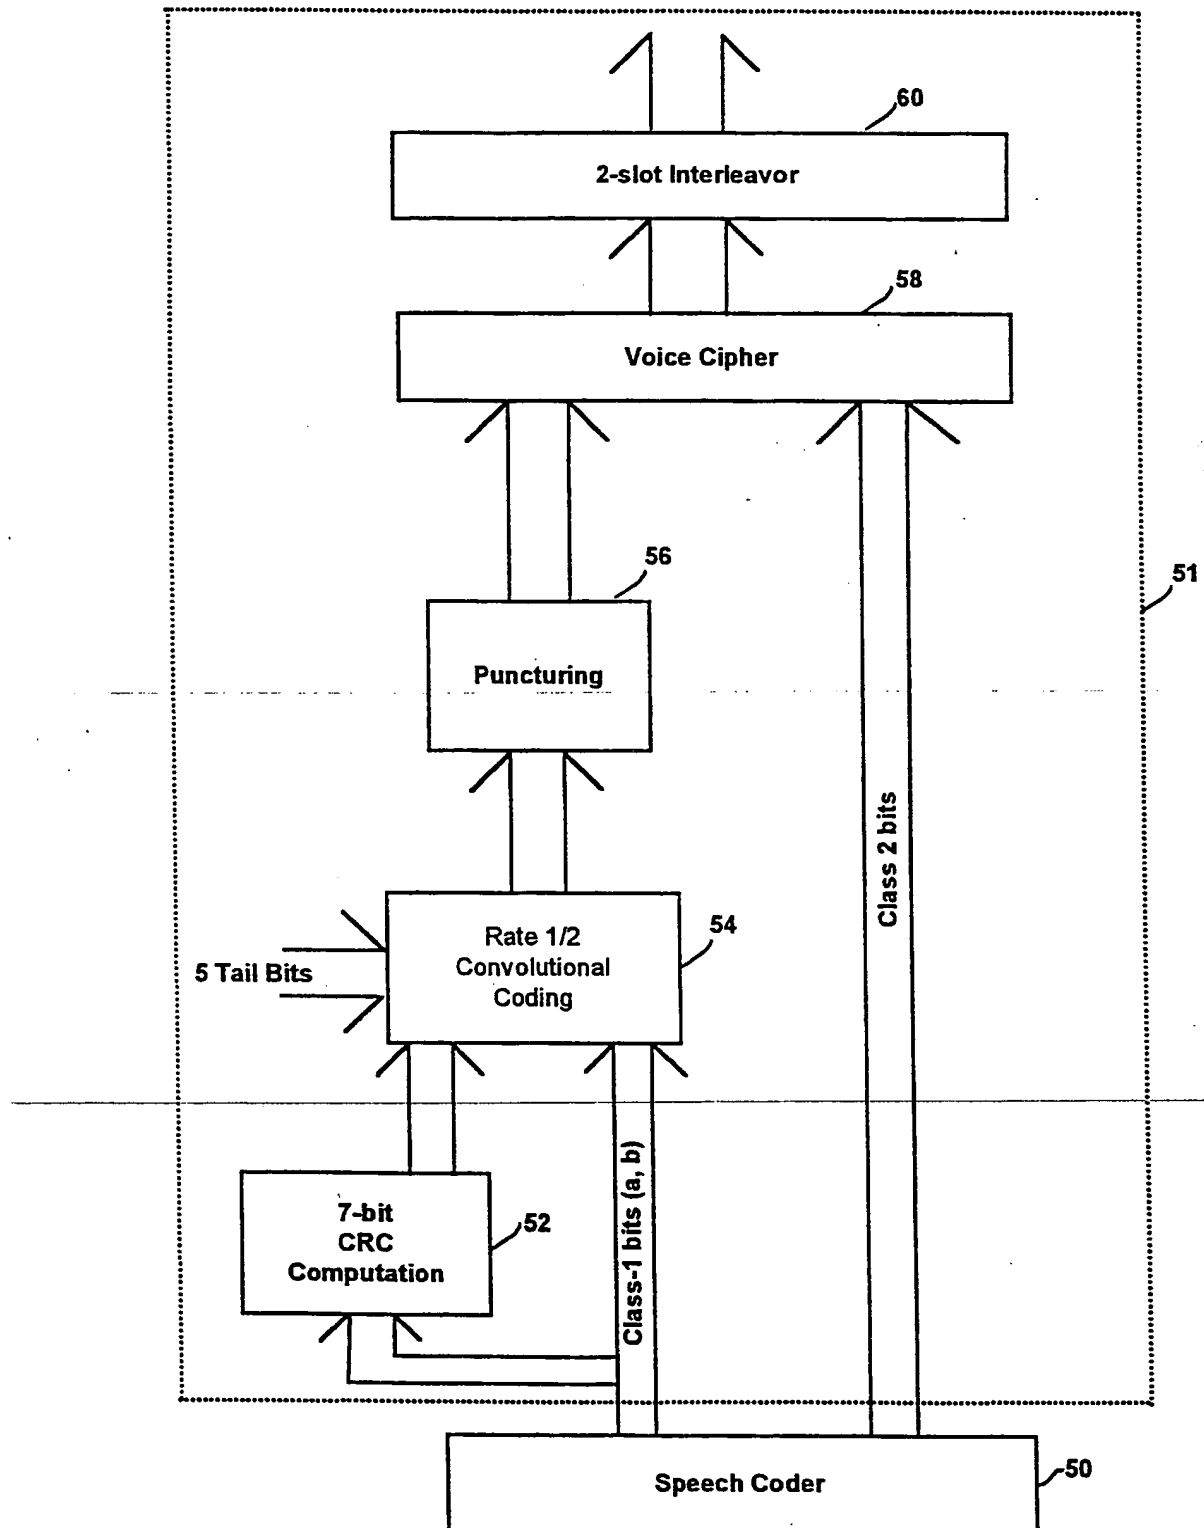 60
2-slot Interleavor
58
Voice Cipher
56
51
Puncturing
Class 2 bits
54
Rate 1/2
Convolutional
Coding
5 Tail Bits
Class-1 bits (a, b)
7-bit
CRC
Computation
52
50
Speech Coder